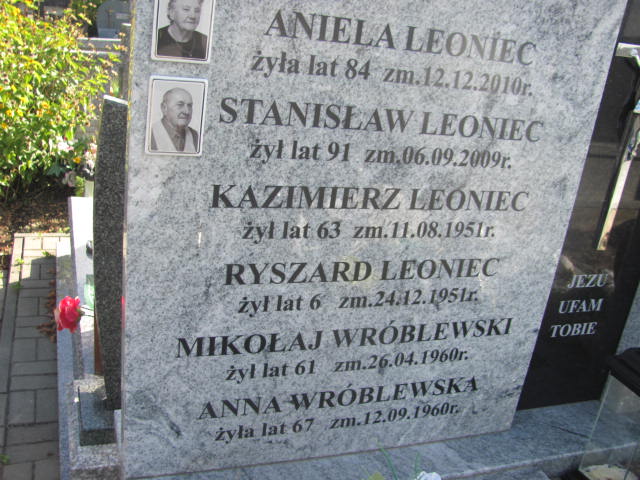 ANIELA LEONIEC
żyła lat 84 zm.12.12.2010r.
STANISŁAW LEONIEC
żył lat 91 zm.06.09.2009r.
KAZIMIERZ LEONIEC
żył lat 63 zm.11.08.1951r.
RYSZARD LEONIEC
żył lat 6 zm.24.12.1951r.
MIKOŁAJ WRÓBLEWSKI
żył lat 61 zm.26.04.1960r.
ANNA WRÓBLEWSKA
żyła lat 67 zm.12.09.1960r.
JEZU
UFAM
TOBIE